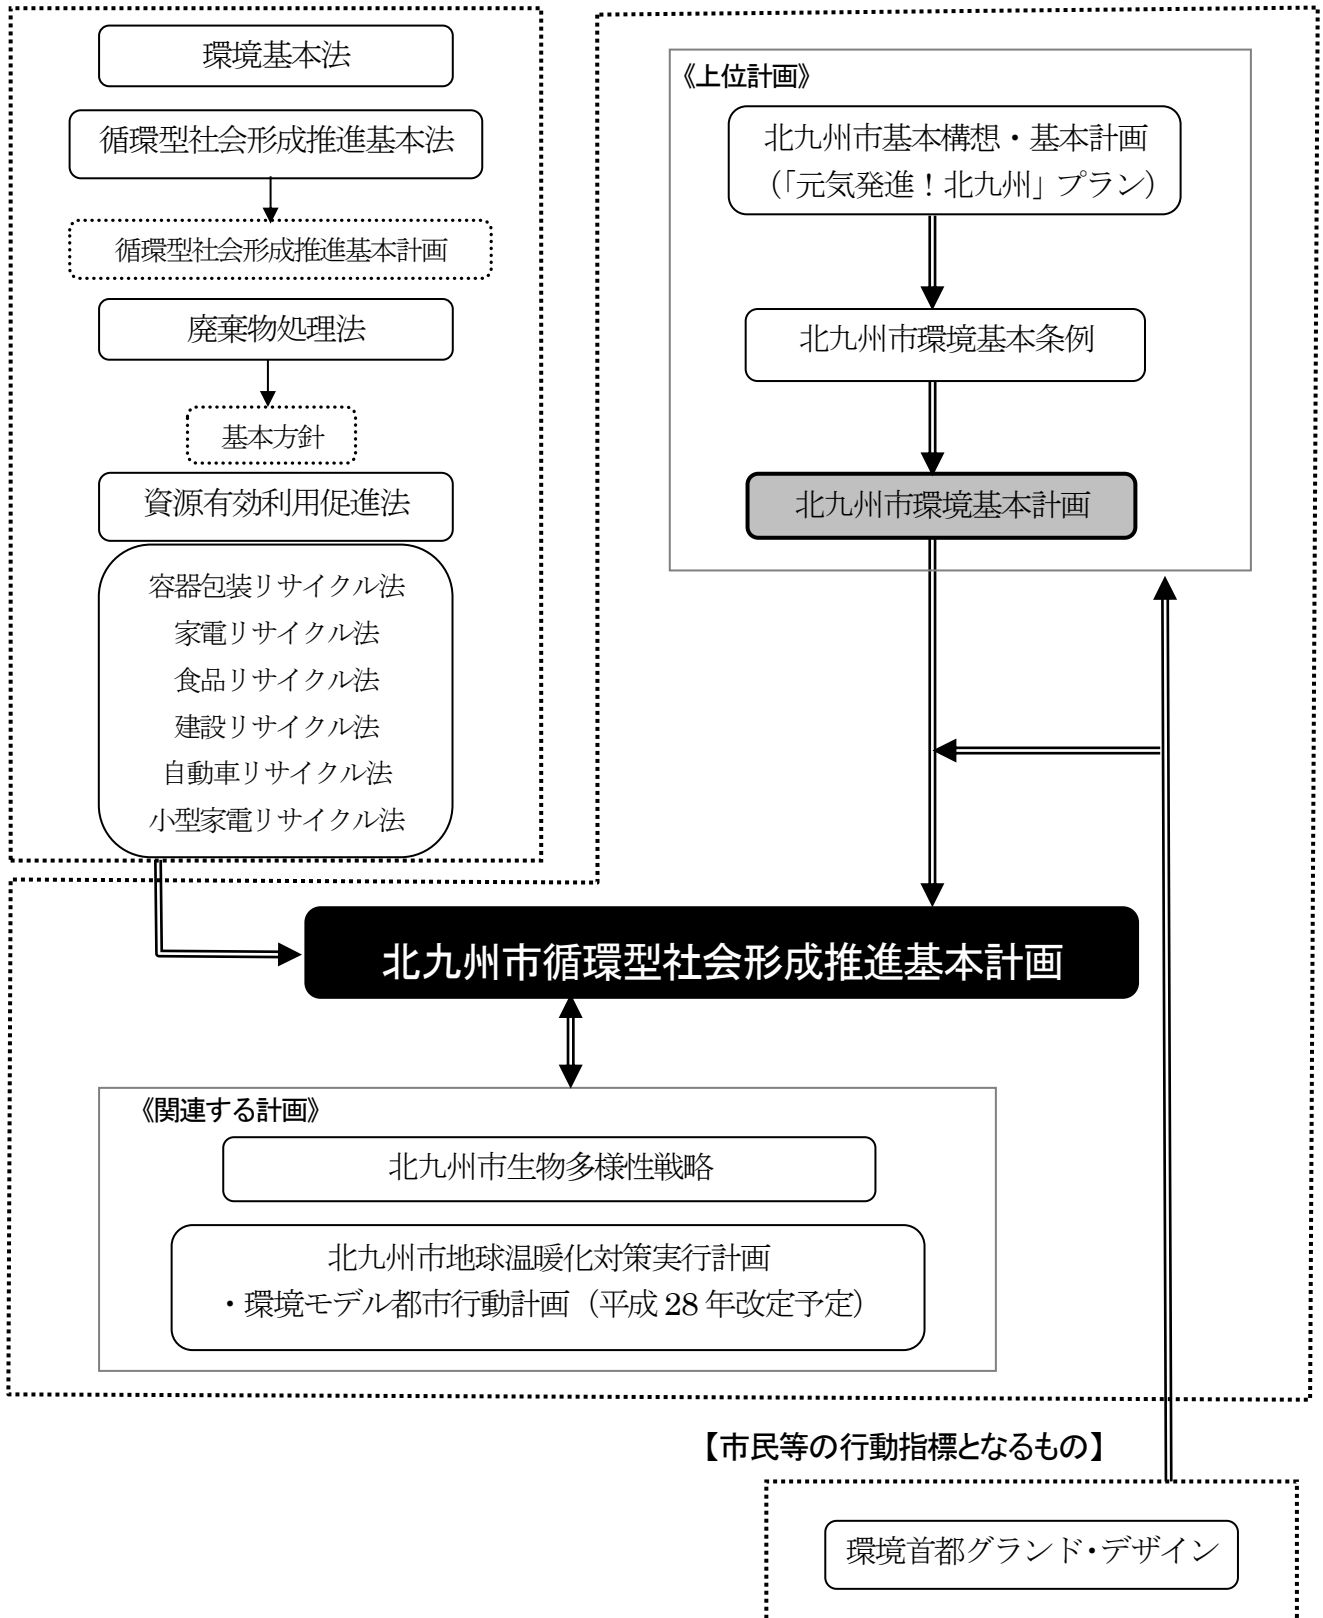 環境基本法
循環型社会形成推進基本法
循環型社会形成推進基本計画
廃棄物処理法
基本方針
資源有効利用促進法
容器包装リサイクル法
家電リサイクル法
食品リサイクル法
建設リサイクル法
自動車リサイクル法
小型家電リサイクル法
《上位計画》
北九州市基本構想・基本計画
（「元気発進！北九州」プラン）
北九州市環境基本条例
北九州市環境基本計画
北九州市循環型社会形成推進基本計画
《関連する計画》
北九州市生物多様性戦略
北九州市地球温暖化対策実行計画
・環境モデル都市行動計画（平成 28 年改定予定）
【市民等の行動指標となるもの】
環境首都グランド・デザイン